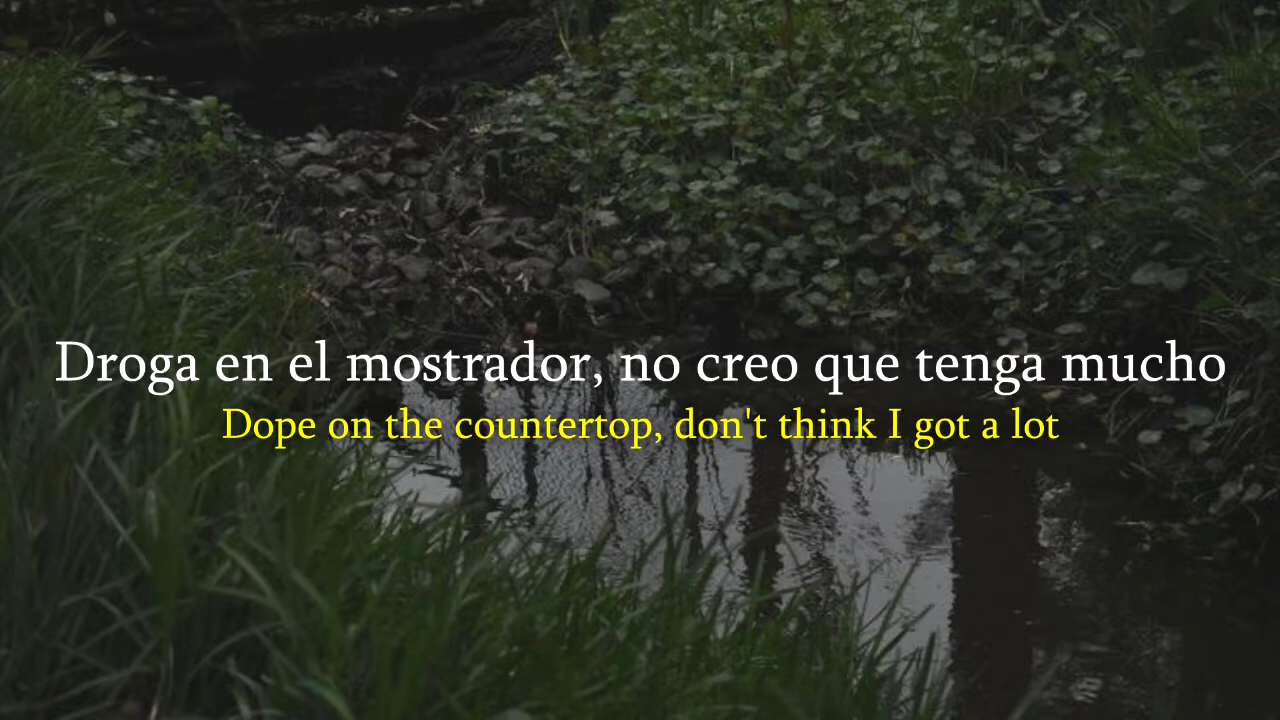 Droga en el mostrador, no creo que tenga mucho
Dope on the countertop, don't think I got a lot